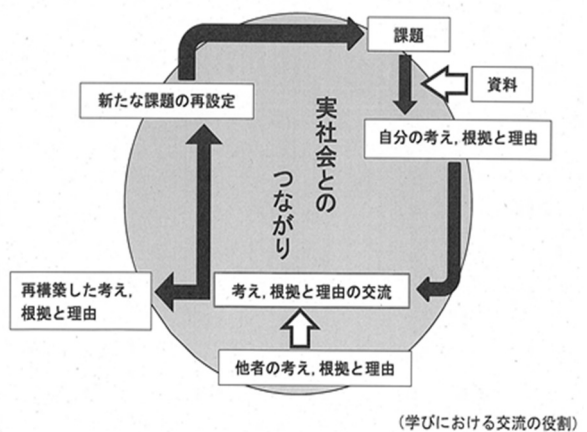 課題
資料
新たな課題の再設定
自分の考え，根拠と理由
実社会との
つながり
再構築した考え，
根拠と理由
考え，根拠と理由の交流
他者の考え，根拠と理由
（学びにおける交流の役割）